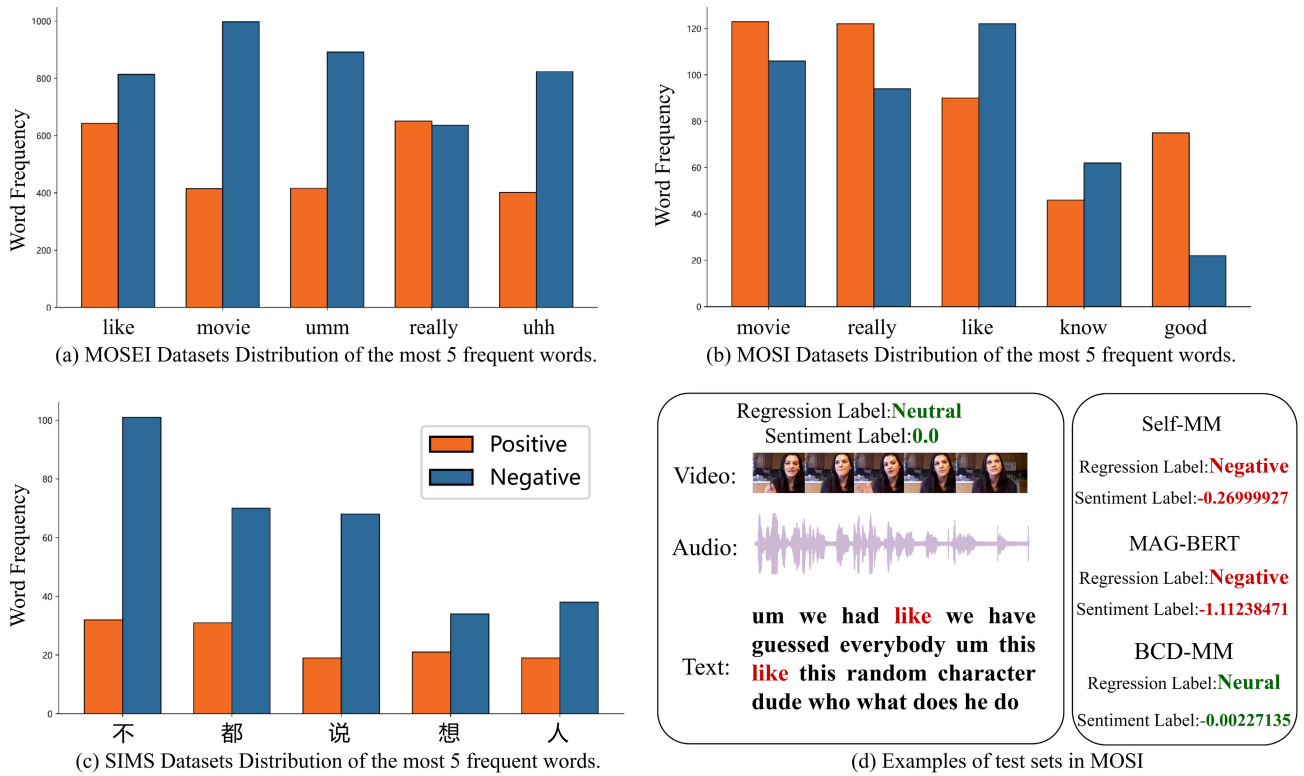 1000
800
600
400
200
0
Word Frequency
like movie umm really uhh
(a) MOSEI Datasets Distribution of the most 5 frequent words.
120
100
80
60
40
20
0
Word Frequency
movie really like know good
(b) MOSI Datasets Distribution of the most 5 frequent words.
100
80
60
40
20
0
Word Frequency
Positive
Negative
不 都 说 想 人
(c) SIMS Datasets Distribution of the most 5 frequent words.
Regression Label:Neutral
Sentiment Label:0.0
Video:
Audio:
Text:
um we had like we have
guessed everybody um this
like this random character
dude who what does he do
Self-MM
Regression Label:Negative
Sentiment Label:-0.26999927
MAG-BERT
Regression Label:Negative
Sentiment Label:-1.11238471
BCD-MM
Regression Label:Neural
Sentiment Label:-0.00227135
(d) Examples of test sets in MOSI